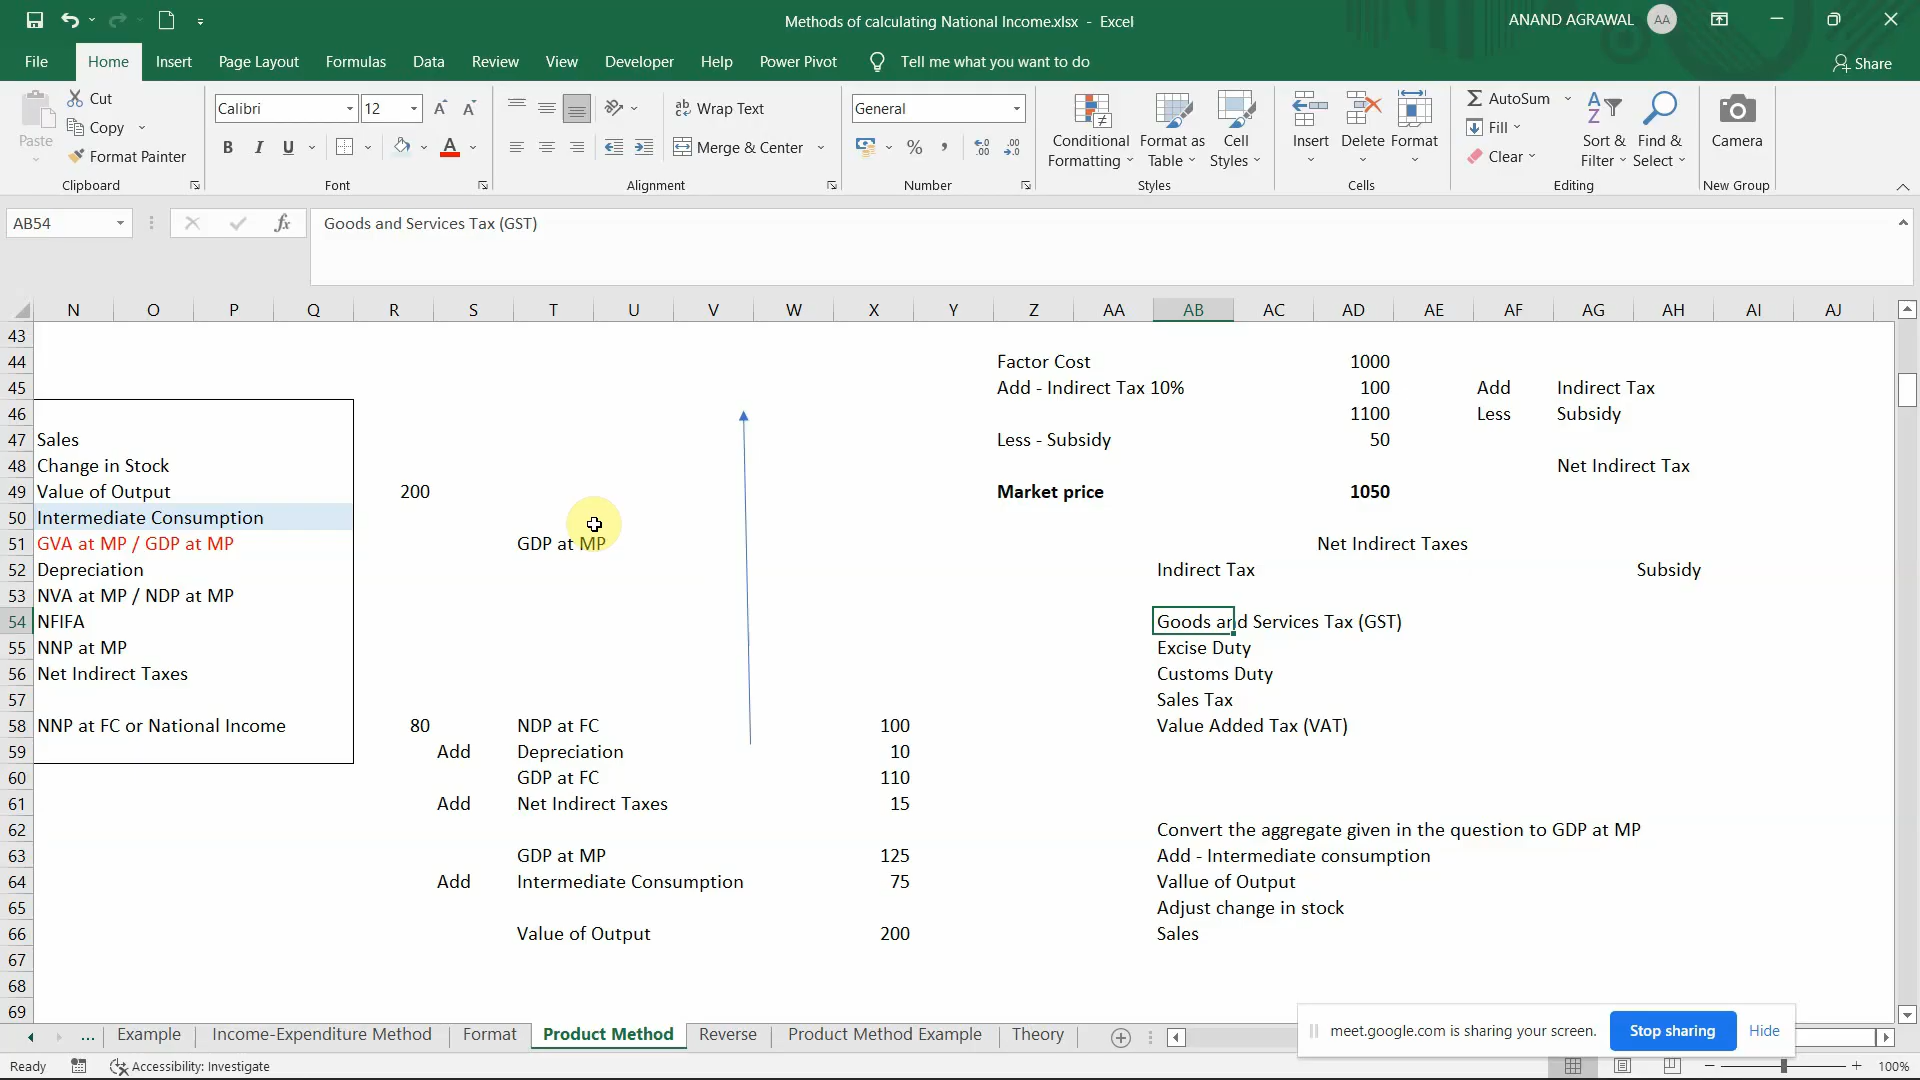 Methods of calculating National Income.xlsx - Excel
ANAND AGRAWAL AA
File Home Insert Page Layout Formulas Data Review View Developer Help Power Pivot Tell me what you want to do Share
Paste Cut Copy Format Painter
Calibri 12
B I U
Wrap Text
Merge & Center
General
% ,
Conditional Formatting Format as Table Cell Styles
Insert Delete Format
AutoSum Fill Clear
Sort & Filter Find & Select
Camera
Clipboard Font Alignment Number Styles Cells Editing New Group
AB54 fx Goods and Services Tax (GST)
N O P Q R S T U V W X Y Z AA AB AC AD AE AF AG AH AI AJ
43
44 Factor Cost 1000
45 Add - Indirect Tax 10% 100 Add Indirect Tax
46 1100 Less Subsidy
47 Sales Less - Subsidy 50
48 Change in Stock Net Indirect Tax
49 Value of Output 200 Market price 1050
50 Intermediate Consumption
51 GVA at MP / GDP at MP GDP at MP Net Indirect Taxes
52 Depreciation Indirect Tax Subsidy
53 NVA at MP / NDP at MP
54 NFIFA Goods and Services Tax (GST)
55 NNP at MP Excise Duty
56 Net Indirect Taxes Customs Duty
57 Sales Tax
58 NNP at FC or National Income 80 NDP at FC 100 Value Added Tax (VAT)
59 Add Depreciation 10
60 GDP at FC 110
61 Add Net Indirect Taxes 15
62 Convert the aggregate given in the question to GDP at MP
63 GDP at MP 125 Add - Intermediate consumption
64 Add Intermediate Consumption 75 Vallue of Output
65 Adjust change in stock
66 Value of Output 200 Sales
67
68
69
... Example Income-Expenditure Method Format Product Method Reverse Product Method Example Theory
meet.google.com is sharing your screen. Stop sharing Hide
Ready Accessibility: Investigate 100%